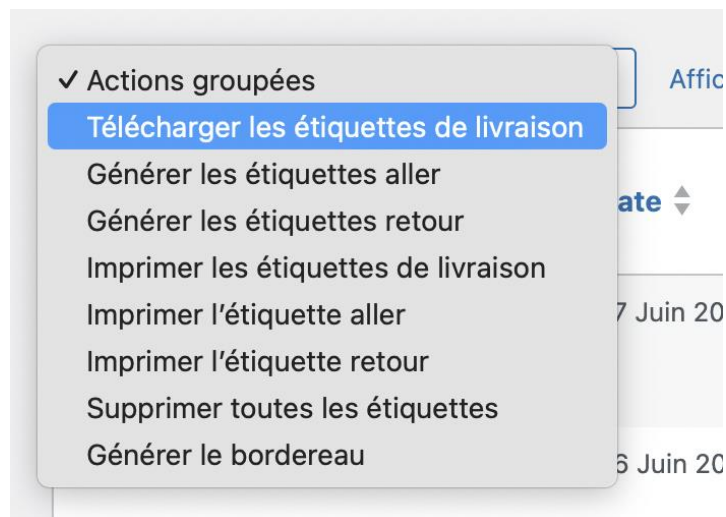 ✓ Actions groupées
Télécharger les étiquettes de livraison
Générer les étiquettes aller
Générer les étiquettes retour
Imprimer les étiquettes de livraison
Imprimer l’étiquette aller
Imprimer l’étiquette retour
Supprimer toutes les étiquettes
Générer le bordereau